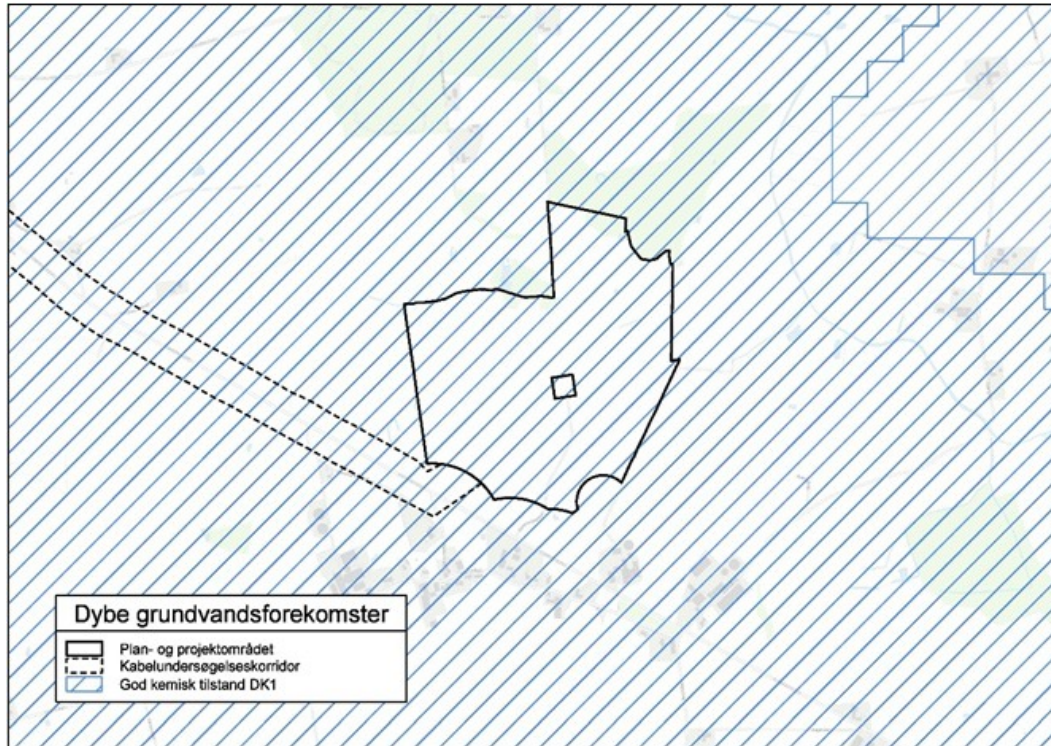 Dybe grundvandsforekomster
Plan- og projektområdet
Kabelundersøgelseskorridor
God kemisk tilstand DK1